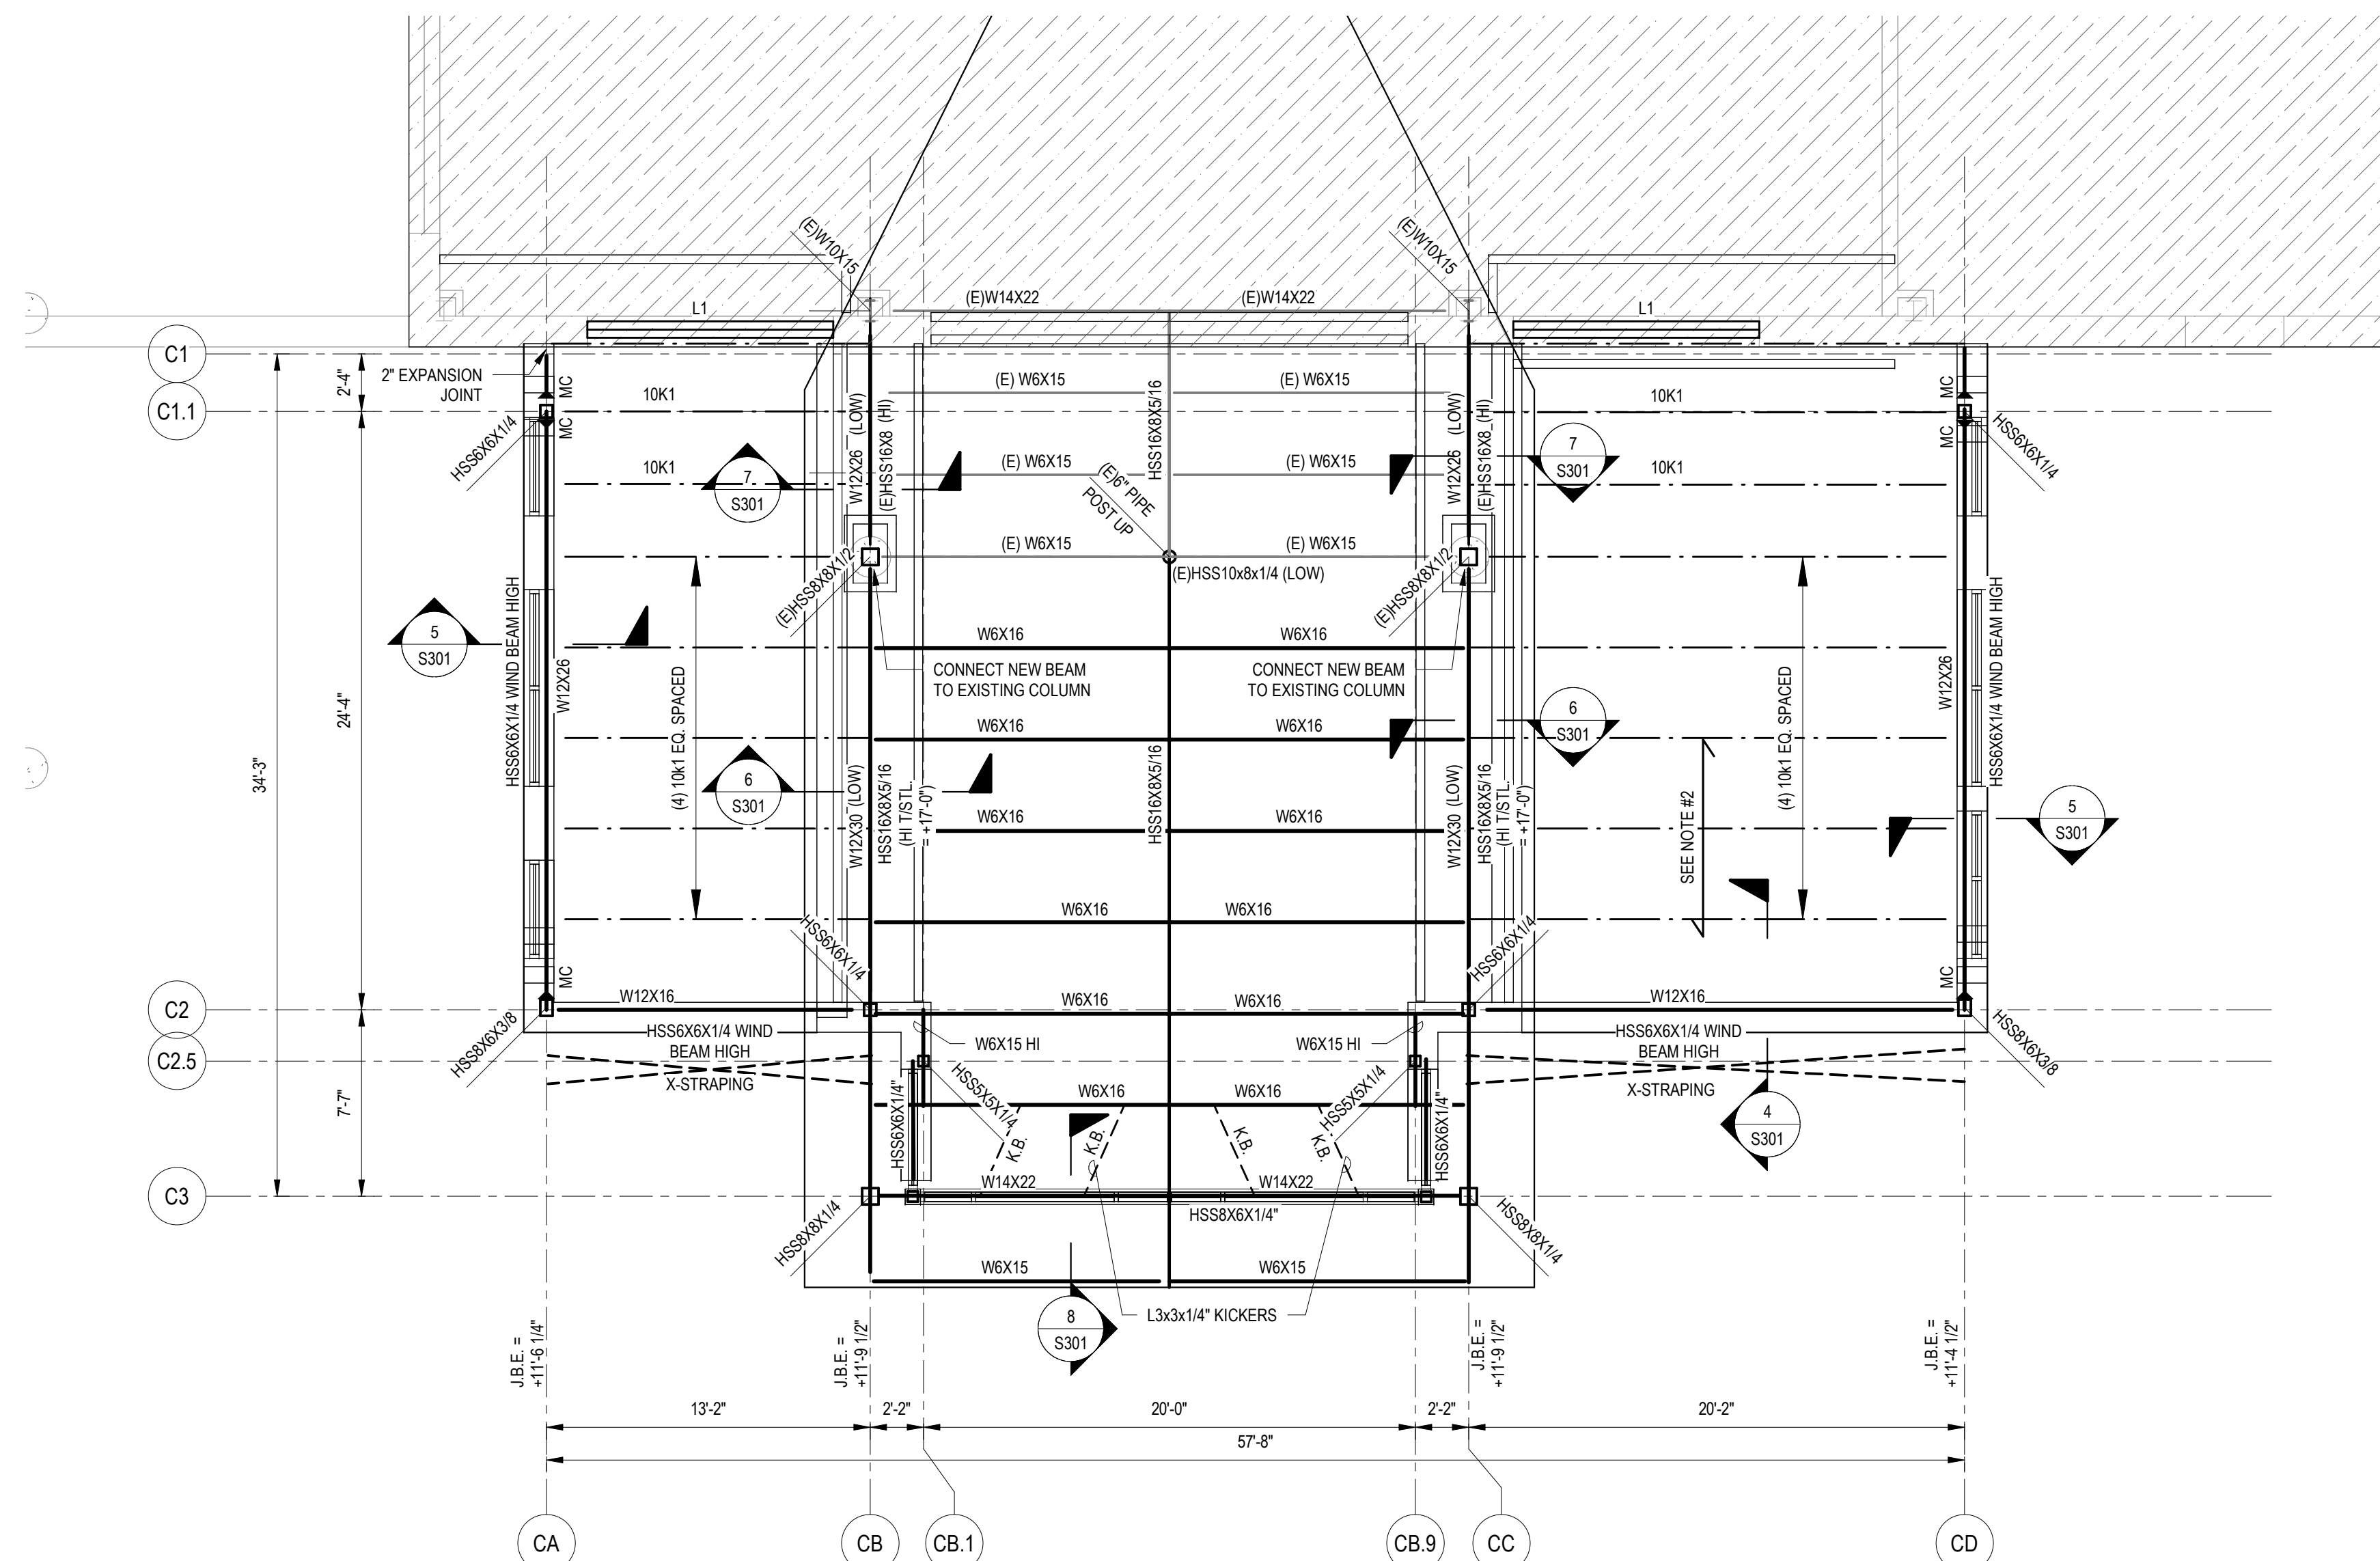 (E)W10X15
(E)W10X15
(E)W14X22
(E)W14X22
L1
L1
C1
2" EXPANSION
JOINT
2'-4"
C1.1
MC
MC
MC
MC
10K1
10K1
(E) W6X15
(E) W6X15
HSS6X6X1/4
HSS6X6X1/4
W12X26 (LOW)
(E)HSS16X8 (HI)
HSS16X8X5/16
W12X26 (LOW)
(E)HSS16X8 (HI)
10K1
10K1
(E) W6X15
(E) W6X15
7
S301
7
S301
(E)6" PIPE
POST UP
(E) W6X15
(E) W6X15
(E)HSS10x8x1/4 (LOW)
(E)HSS8X8X1/2
(E)HSS8X8X1/2
5
S301
HSS6X6X1/4 WIND BEAM HIGH
W12X26
(4) 10k1 EQ. SPACED
W6X16
W6X16
CONNECT NEW BEAM
TO EXISTING COLUMN
CONNECT NEW BEAM
TO EXISTING COLUMN
W12X26
HSS6X6X1/4 WIND BEAM HIGH
(4) 10k1 EQ. SPACED
24'-4"
34'-3"
W6X16
W6X16
6
S301
6
S301
W12X30 (LOW)
HSS16X8X5/16
(HI T/STL.
= +17'-0")
HSS16X8X5/16
W12X30 (LOW)
HSS16X8X5/16
(HI T/STL.
= +17'-0")
W6X16
W6X16
SEE NOTE #2
5
S301
W6X16
W6X16
HSS6X6X1/4
HSS6X6X1/4
MC
MC
C2
W12X16
W6X16
W6X16
W12X16
HSS8X6X3/8
HSS6X6X1/4 WIND
BEAM HIGH
X-STRAPING
W6X15 HI
W6X15 HI
HSS6X6X1/4 WIND
BEAM HIGH
X-STRAPING
HSS8X6X3/8
C2.5
7'-7"
HSS5X5X1/4
HSS5X5X1/4
W6X16
W6X16
HSS6X6X1/4"
HSS6X6X1/4"
K.B.
K.B.
K.B.
K.B.
4
S301
C3
W14X22
W14X22
HSS8X6X1/4"
HSS8X8X1/4
HSS8X8X1/4
W6X15
W6X15
L3x3x1/4" KICKERS
8
S301
J.B.E. =
+11'-6 1/4"
J.B.E. =
+11'-9 1/2"
J.B.E. =
+11'-9 1/2"
J.B.E. =
+11'-4 1/2"
13'-2"
2'-2"
20'-0"
2'-2"
20'-2"
57'-8"
CA
CB
CB.1
CB.9
CC
CD